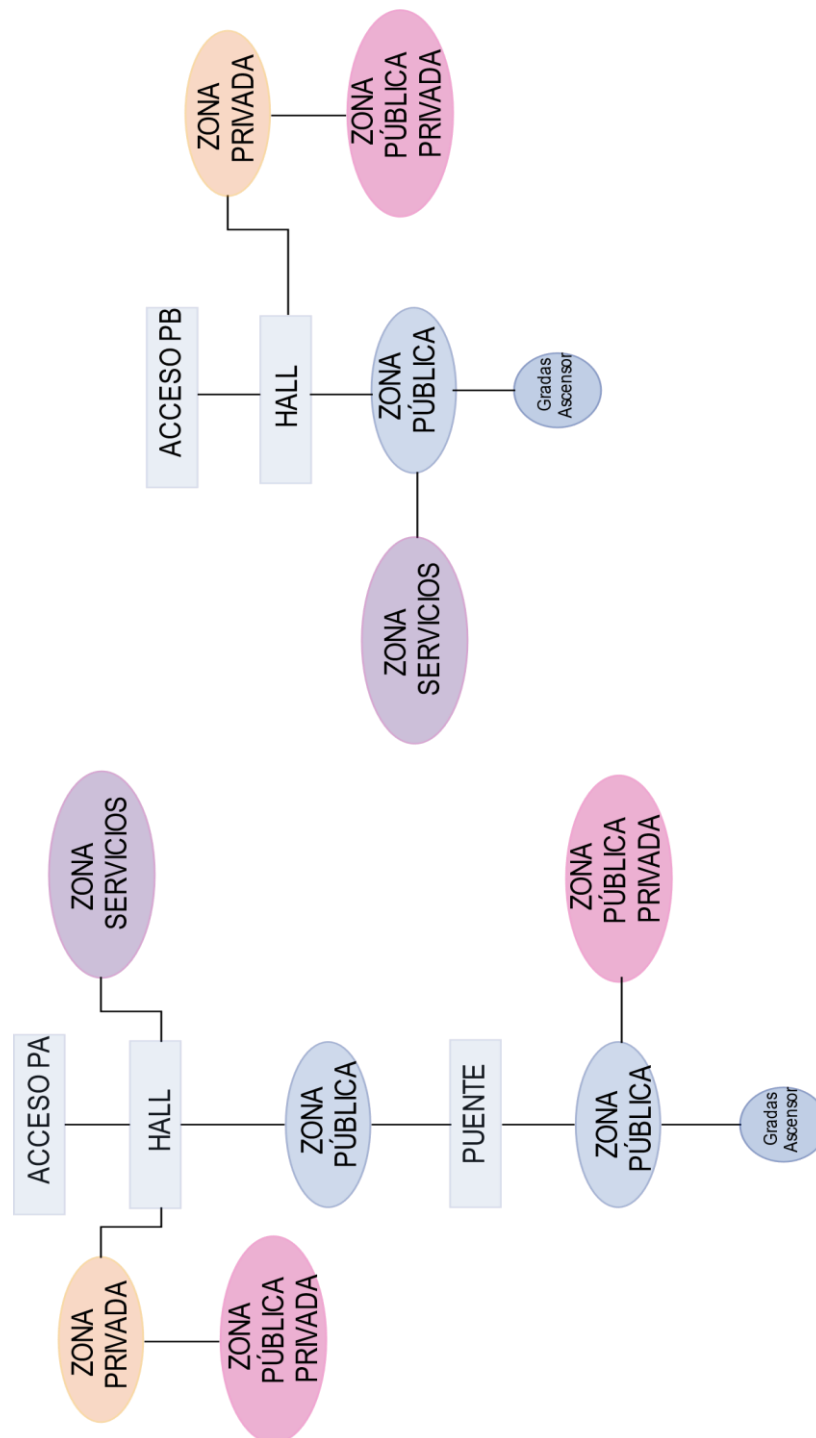 ACCESO PA
ZONA
PRIVADA
HALL
ZONA
SERVICIOS
ZONA
PÚBLICA
PRIVADA
ZONA
PÚBLICA
PUENTE
ZONA
PÚBLICA
ZONA
PÚBLICA
PRIVADA
Gradas
Ascensor
ACCESO PB
HALL
ZONA
PRIVADA
ZONA
SERVICIOS
ZONA
PÚBLICA
ZONA
PÚBLICA
PRIVADA
Gradas
Ascensor